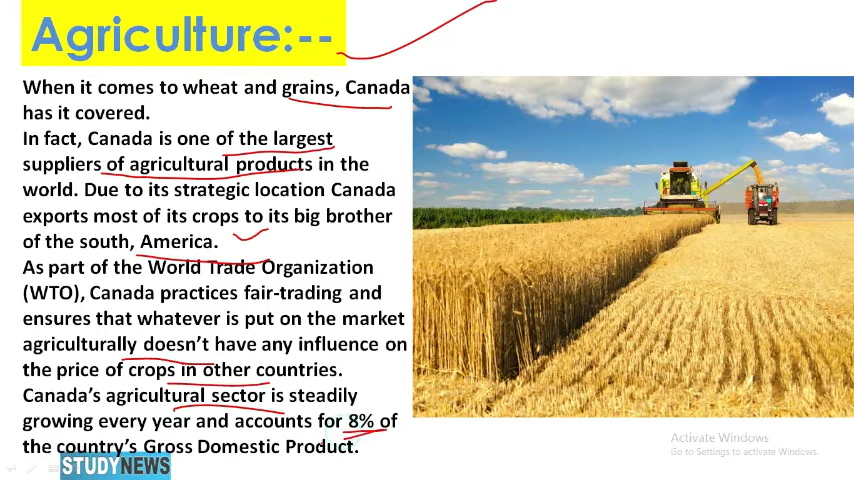 Agriculture:--
When it comes to wheat and grains, Canada
has it covered.
In fact, Canada is one of the largest
suppliers of agricultural products in the
world. Due to its strategic location Canada
exports most of its crops to its big brother
of the south, America.
As part of the World Trade Organization
(WTO), Canada practices fair-trading and
ensures that whatever is put on the market
agriculturally doesn't have any influence on
the price of crops in other countries.
Canada's agricultural sector is steadily
growing every year and accounts for 8% of
the country's Gross Domestic Product.
STUDYNEWS
Activate Windows
Go to Settings to activate Windows.